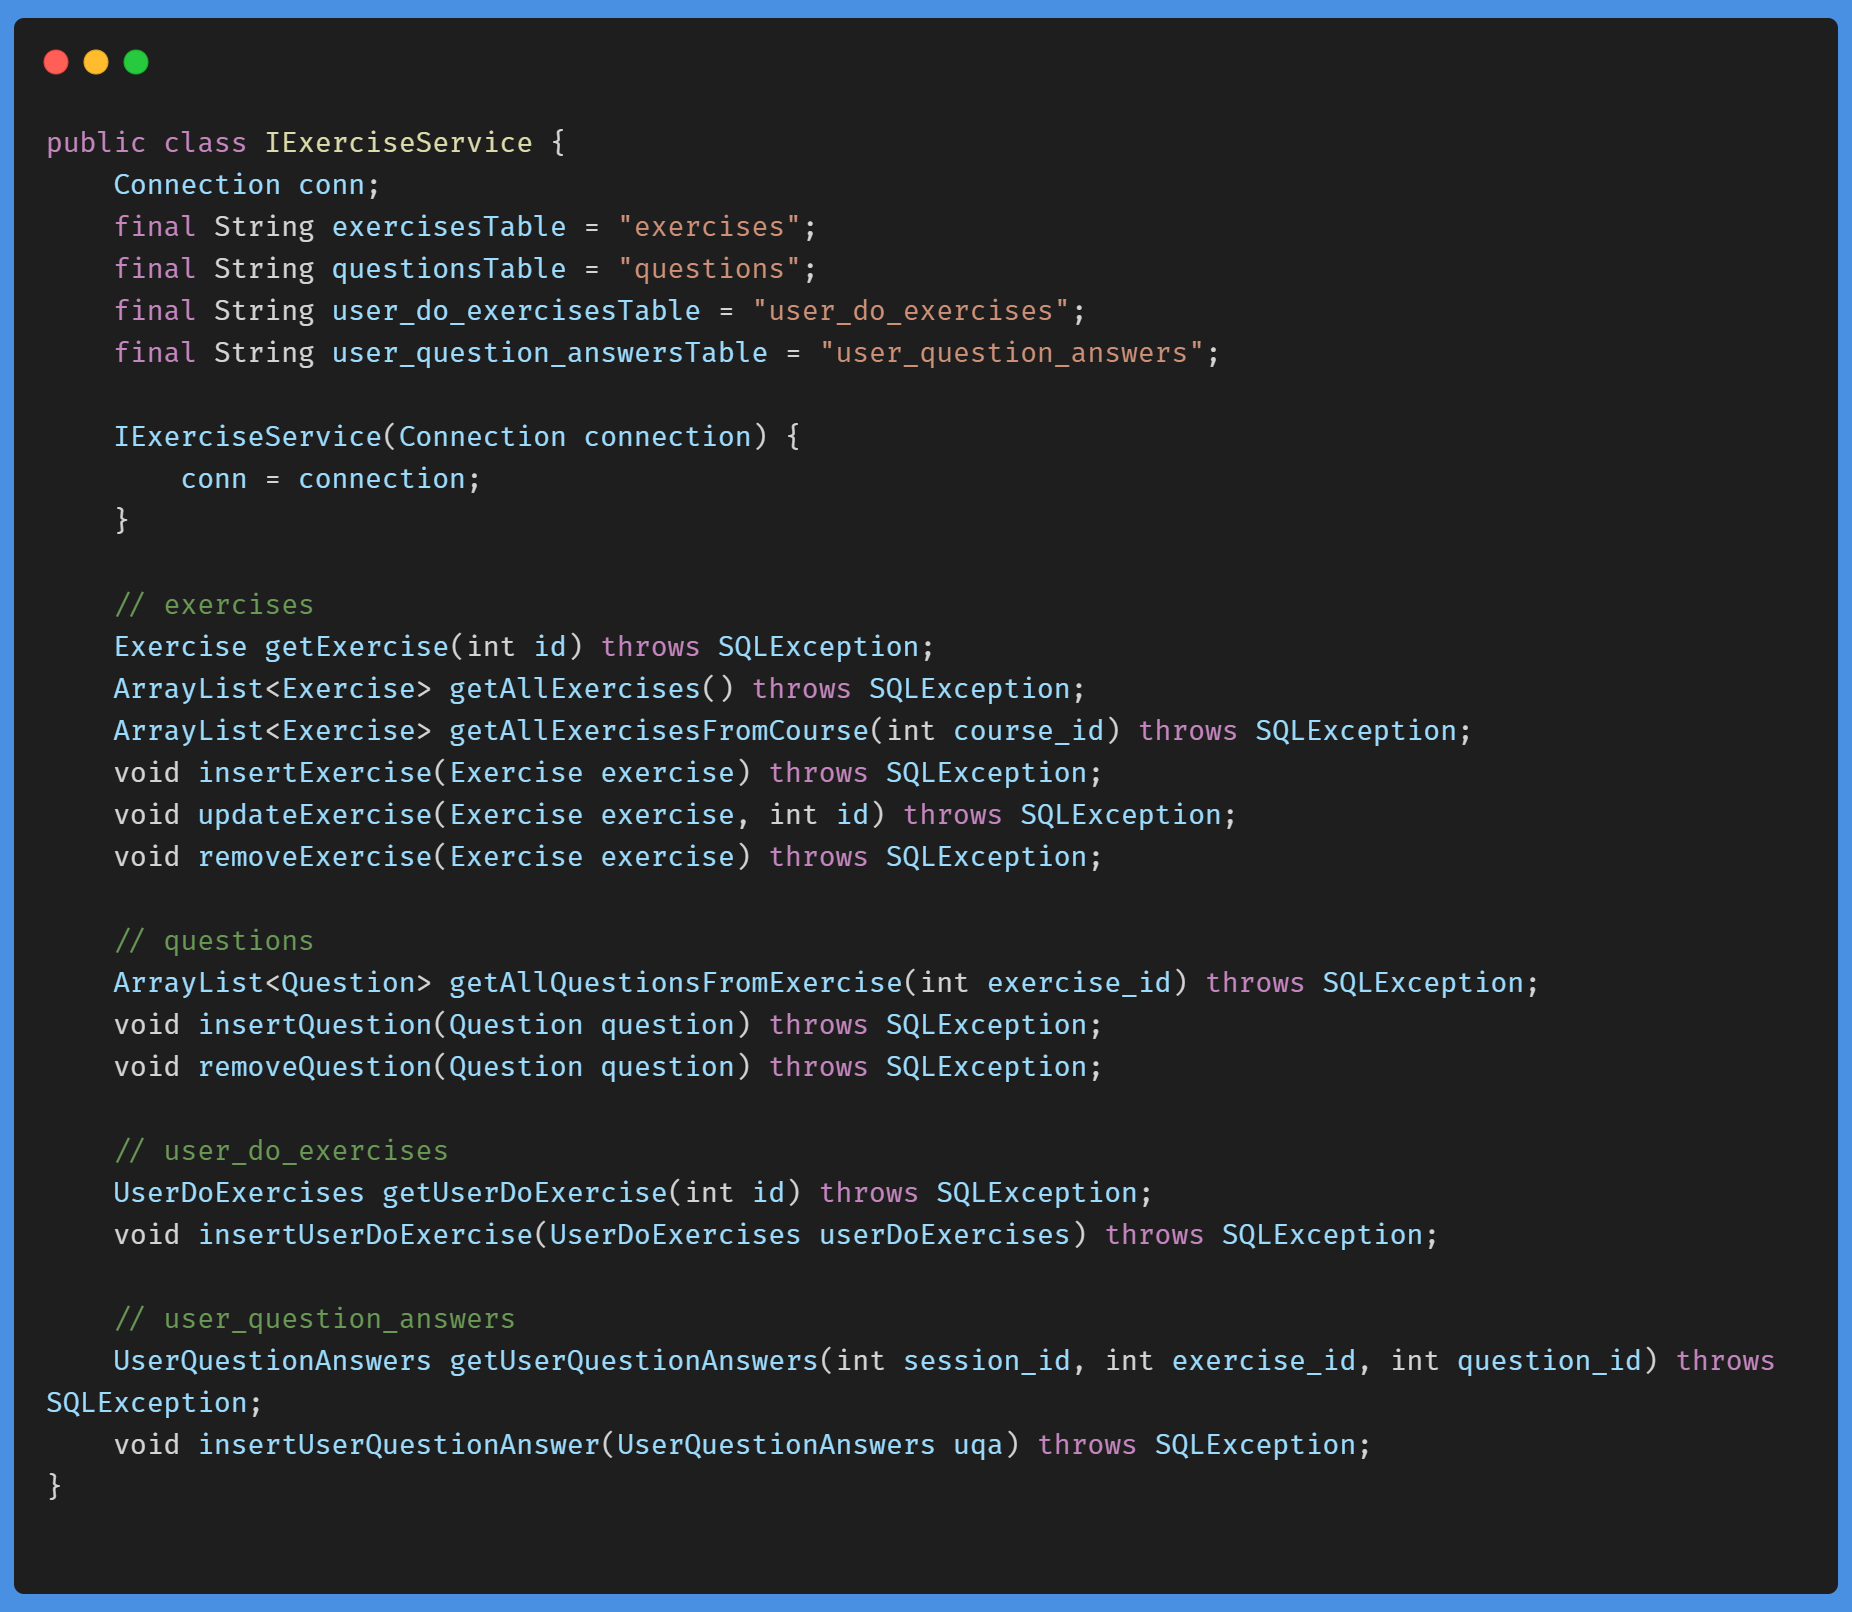 public class IExerciseService {
    Connection conn;
    final String exercisesTable = "exercises";
    final String questionsTable = "questions";
    final String user_do_exercisesTable = "user_do_exercises";
    final String user_question_answersTable = "user_question_answers";

    IExerciseService(Connection connection) {
        conn = connection;
    }

    // exercises
    Exercise getExercise(int id) throws SQLException;
    ArrayList<Exercise> getAllExercises() throws SQLException;
    ArrayList<Exercise> getAllExercisesFromCourse(int course_id) throws SQLException;
    void insertExercise(Exercise exercise) throws SQLException;
    void updateExercise(Exercise exercise, int id) throws SQLException;
    void removeExercise(Exercise exercise) throws SQLException;

    // questions
    ArrayList<Question> getAllQuestionsFromExercise(int exercise_id) throws SQLException;
    void insertQuestion(Question question) throws SQLException;
    void removeQuestion(Question question) throws SQLException;

    // user_do_exercises
    UserDoExercises getUserDoExercise(int id) throws SQLException;
    void insertUserDoExercise(UserDoExercises userDoExercises) throws SQLException;

    // user_question_answers
    UserQuestionAnswers getUserQuestionAnswers(int session_id, int exercise_id, int question_id) throws
SQLException;
    void insertUserQuestionAnswer(UserQuestionAnswers uqa) throws SQLException;
}